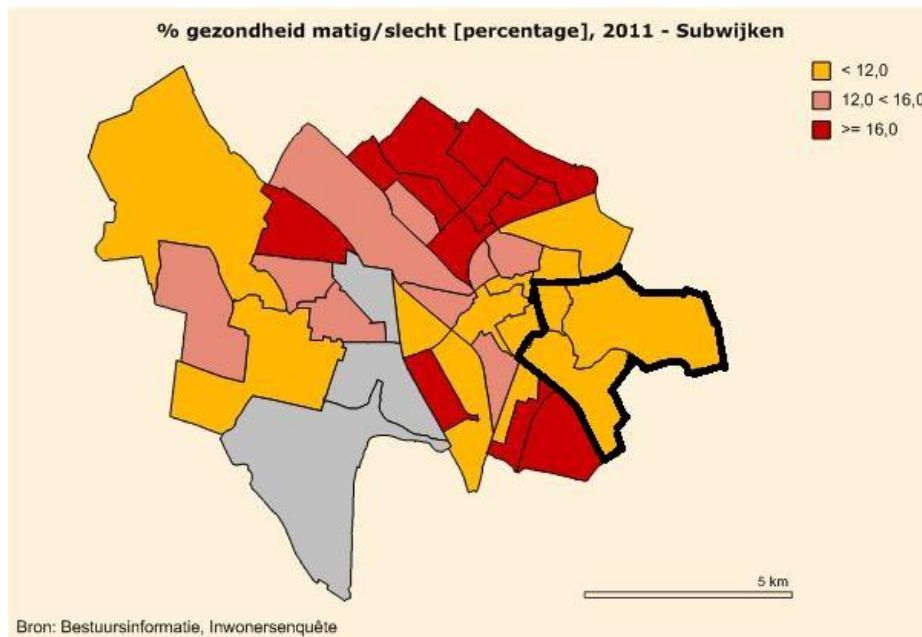 % gezondheid matig/slecht [percentage], 2011 - Subwijken
< 12,0
12,0 < 16,0
>= 16,0
5 km
Bron: Bestuursinformatie, Inwonersenquête